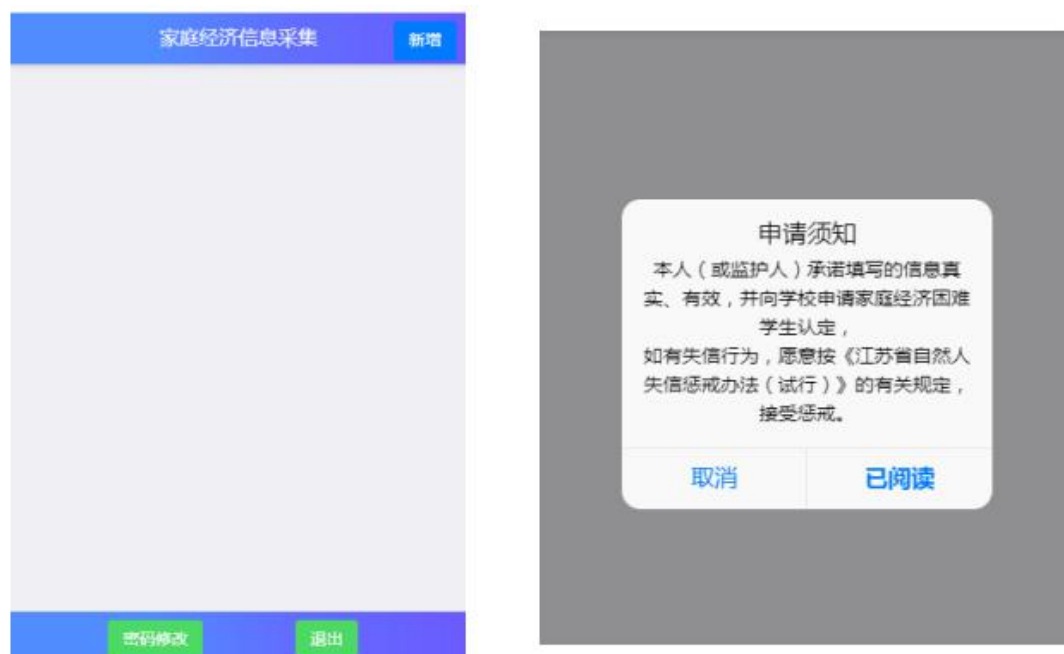 家庭经济信息采集
新增
密码修改
退出
申请须知
本人（或监护人）承诺填写的信息真
实、有效，并向学校申请家庭经济困难
学生认定，
如有失信行为，愿意按《江苏省自然人
失信惩戒办法（试行）》的有关规定，
接受惩戒。
取消
已阅读